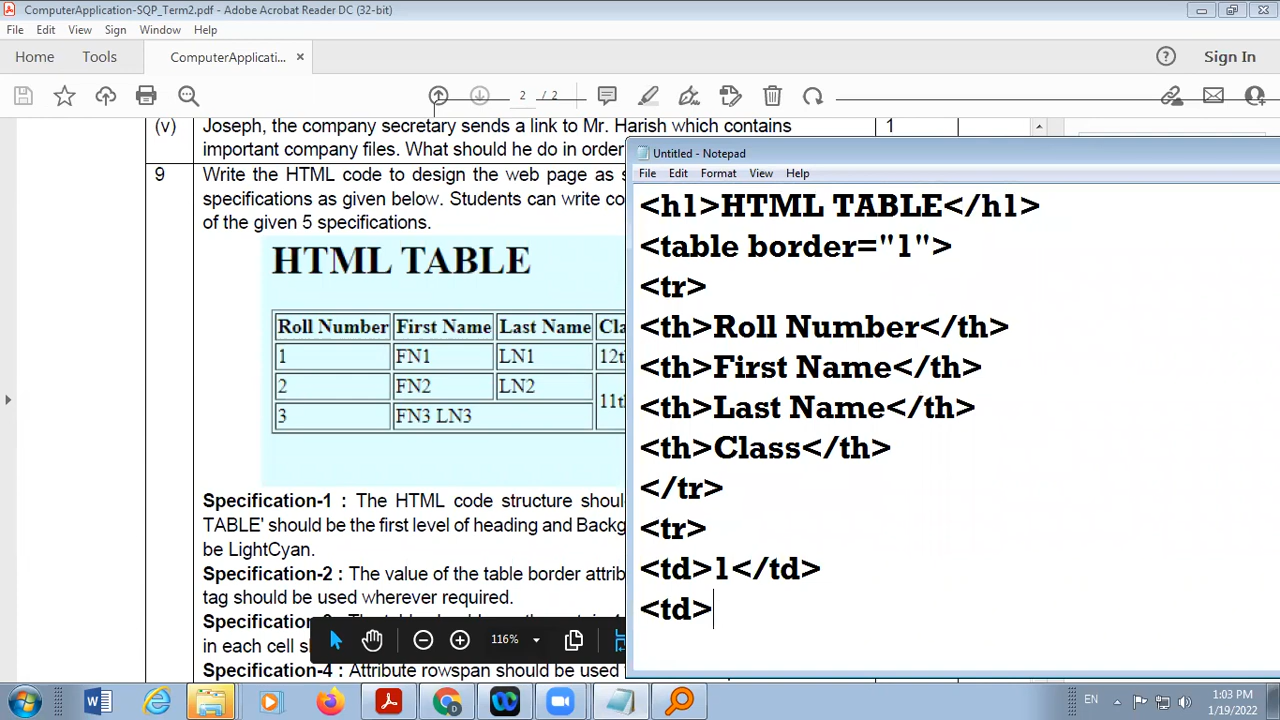 ComputerApplication-SQP_Term2.pdf - Adobe Acrobat Reader DC (32-bit)
File Edit View Sign Window Help
Home Tools ComputerApplicati... × Sign In
2 / 2
(v) Joseph, the company secretary sends a link to Mr. Harish which contains 1
important company files. What should he do in order
9 Write the HTML code to design the web page as s
specifications as given below. Students can write co
of the given 5 specifications.
HTML TABLE
Roll Number First Name Last Name Cla
1 FN1 LN1 12th
2 FN2 LN2
11th
3 FN3 LN3
Specification-1 : The HTML code structure shoul
TABLE' should be the first level of heading and Backg
be LightCyan.
Specification-2 : The value of the table border attrib
tag should be used wherever required.
in each cell s
116%
Specification-4 : Attribute rowspan should be used
Untitled - Notepad
File Edit Format View Help
<h1>HTML TABLE</h1>
<table border="1">
<tr>
<th>Roll Number</th>
<th>First Name</th>
<th>Last Name</th>
<th>Class</th>
</tr>
<tr>
<td>1</td>
<td>
EN
1:03 PM
1/19/2022